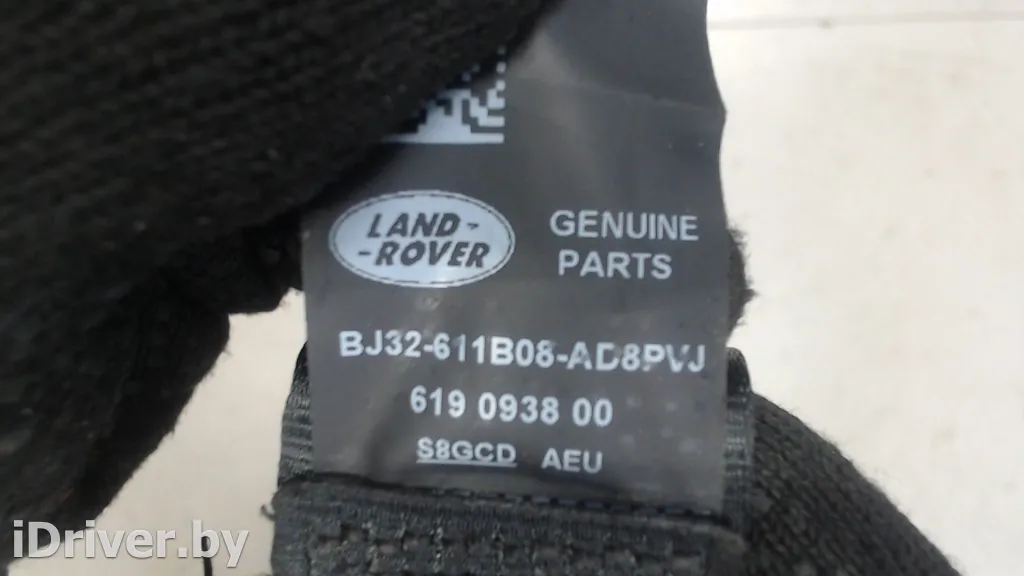 LAND-
-ROVER
GENUINE
PARTS
BJ32-611B08-AD8PVJ
619 0938 00
S8GCD AEU
iDriver.by